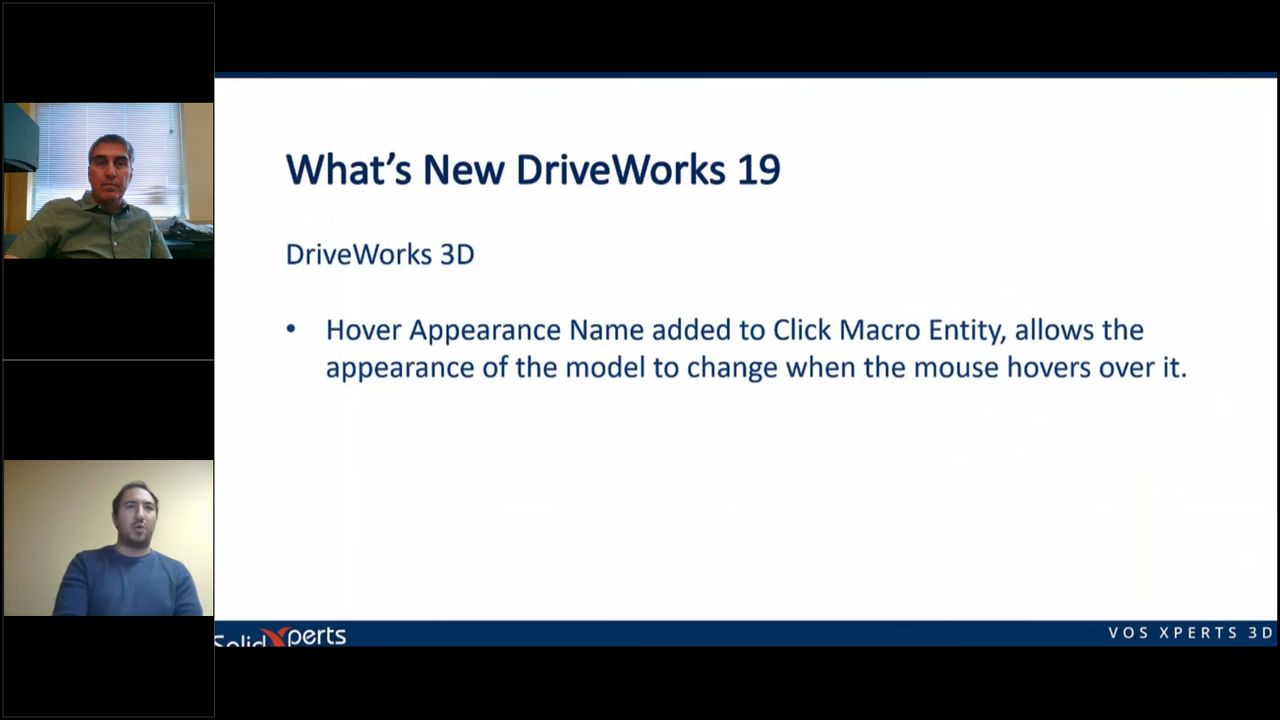 What's New DriveWorks 19
DriveWorks 3D
• Hover Appearance Name added to Click Macro Entity, allows the
appearance of the model to change when the mouse hovers over it.
SolidXperts
VOS XPERTS 3D